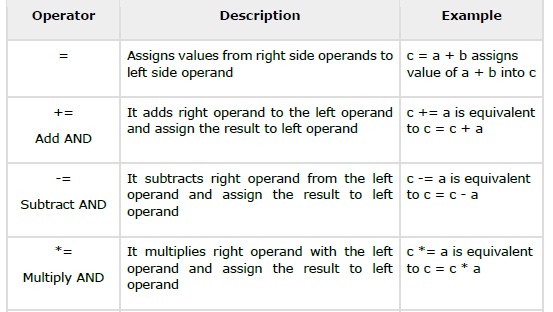 Operator Description Example
= Assigns values from right side operands to c = a + b assigns
left side operand value of a + b into c
+= It adds right operand to the left operand c += a is equivalent
and assign the result to left operand to c = c + a
Add AND
-= It subtracts right operand from the left c -= a is equivalent
operand and assign the result to left to c = c - a
Subtract AND
operand
*= It multiplies right operand with the left c *= a is equivalent
operand and assign the result to left to c = c * a
Multiply AND
operand